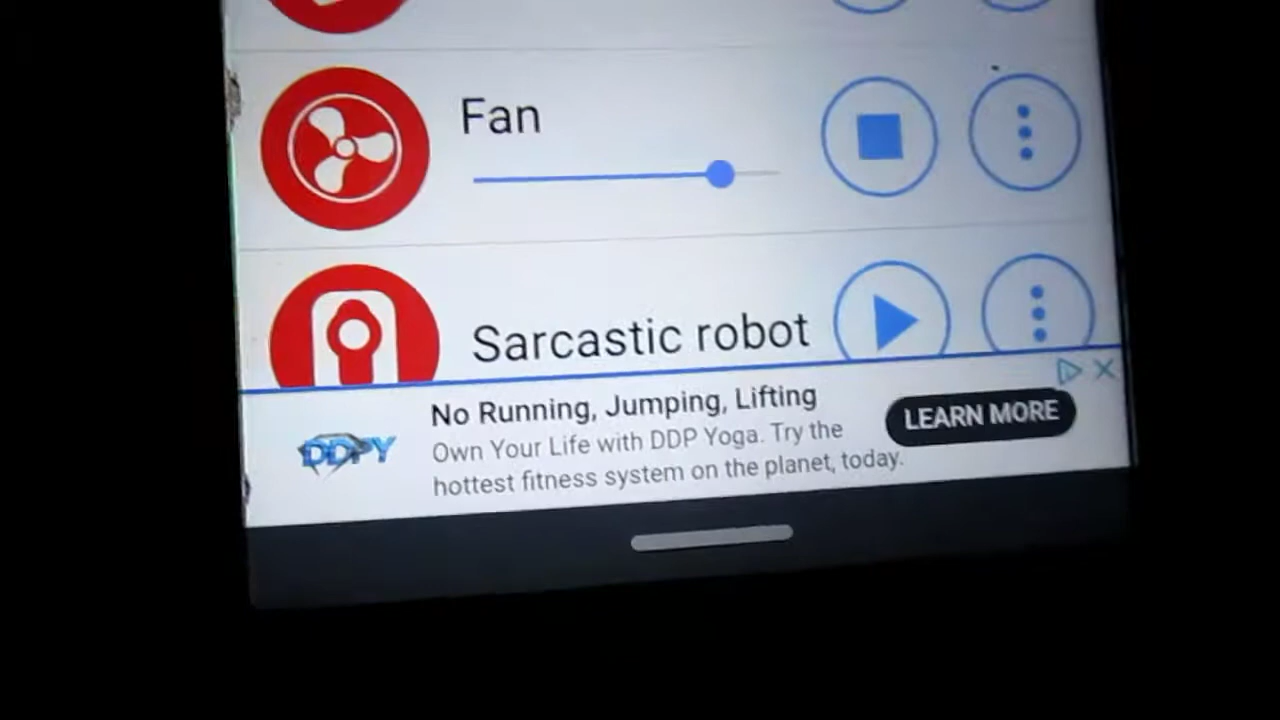 Fan
Sarcastic robot
No Running, Jumping, Lifting
Own Your Life with DDP Yoga. Try the
hottest fitness system on the planet, today.
DDPY
LEARN MORE